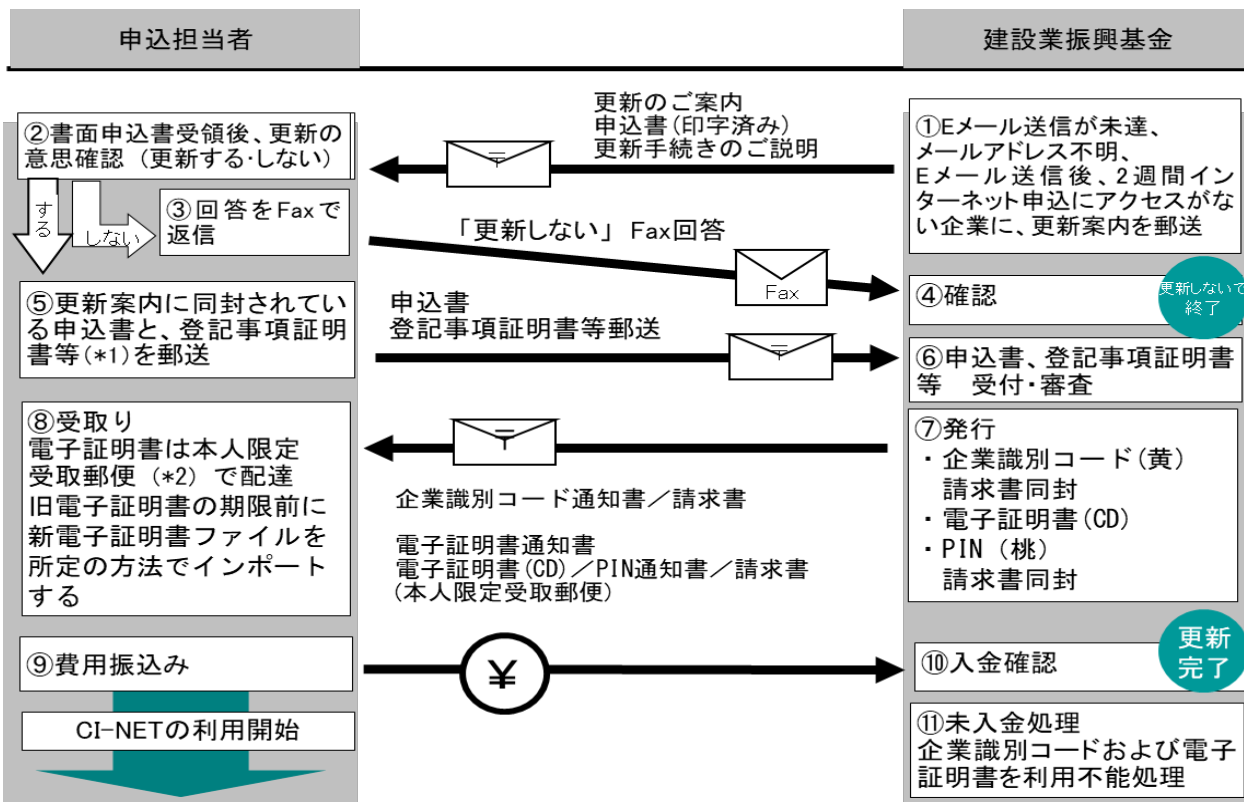 申込担当者
建設業振興基金
更新のご案内
申込書(印字済み)
更新手続きのご説明
①Eメール送信が未達、
メールアドレス不明、
Eメール送信後、2週間イン
ターネット申込にアクセスがな
い企業に、更新案内を郵送
②書面申込書受領後、更新の
意思確認 (更新する・しない)
する
しない
③回答をFaxで
返信
「更新しない」 Fax回答
Fax
④確認
更新しないで
終了
⑤更新案内に同封されてい
る申込書と、登記事項証明
書等(*1)を郵送
申込書
登記事項証明書等郵送
⑥申込書、登記事項証明書
等 受付・審査
⑦発行
・企業識別コード(黄)
請求書同封
・電子証明書(CD)
・PIN (桃)
請求書同封
⑧受取り
電子証明書は本人限定
受取郵便 (*2) で配達
旧電子証明書の期限前に
新電子証明書ファイルを
所定の方法でインポート
する
企業識別コード通知書／請求書
電子証明書通知書
電子証明書(CD)／PIN通知書／請求書
(本人限定受取郵便)
⑨費用振込み
¥
⑩入金確認
更新
完了
CI-NETの利用開始
⑪未入金処理
企業識別コードおよび電子
証明書を利用不能処理